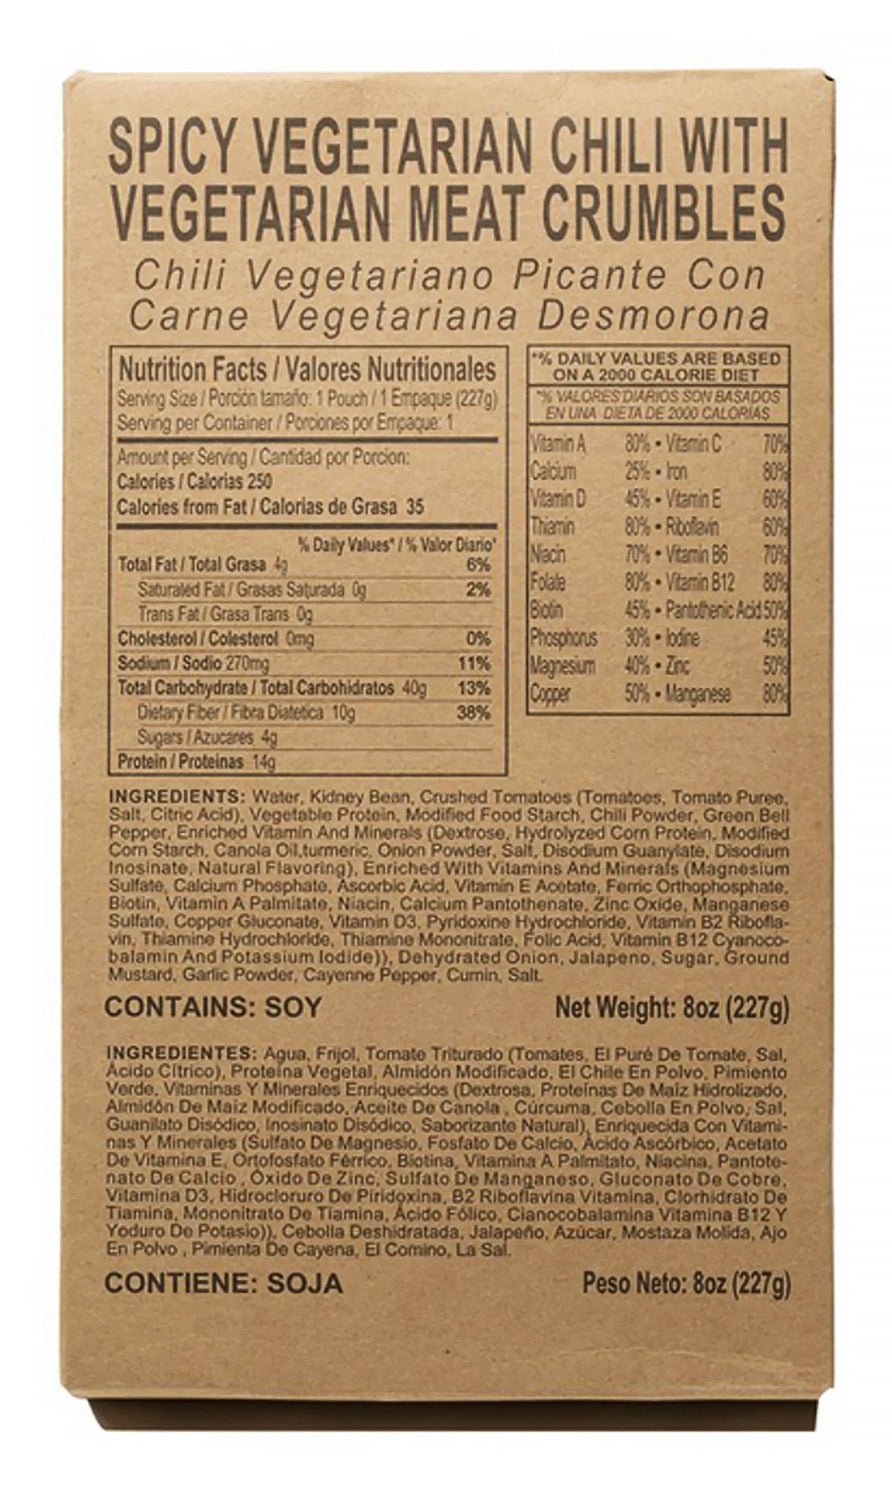 SPICY VEGETARIAN CHILI WITH
VEGETARIAN MEAT CRUMBLES
Chili Vegetariano Picante Con
Carne Vegetariana Desmorona
Nutrition Facts / Valores Nutritionales
Serving Size / Porción tamaño: 1 Pouch / 1 Empaque (227g)
Serving per Container / Porciones por Empaque: 1
Amount per Serving / Cantidad por Porcion:
Calories / Calorias 250
Calories from Fat / Calorias de Grasa 35
% Daily Values* / % Valor Diario*
Total Fat / Total Grasa 4g 6%
Saturated Fat / Grasas Saturada 0g 2%
Trans Fat / Grasa Trans 0g
Cholesterol / Colesterol 0mg 0%
Sodium / Sodio 270mg 11%
Total Carbohydrate / Total Carbohidratos 40g 13%
Dietary Fiber / Fibra Diatetica 10g 38%
Sugars / Azucares 4g
Protein / Proteinas 14g
*% DAILY VALUES ARE BASED
ON A 2000 CALORIE DIET
*% VALORES DIARIOS SON BASADOS
EN UNA DIETA DE 2000 CALORIAS
Vitamin A 80% • Vitamin C 70%
Calcium 25% • Iron 80%
Vitamin D 45% • Vitamin E 60%
Thiamin 80% • Riboflavin 60%
Niacin 70% • Vitamin B6 70%
Folate 80% • Vitamin B12 80%
Biotin 45% • Pantothenic Acid 50%
Phosphorus 30% • Iodine 45%
Magnesium 40% • Zinc 50%
Copper 50% • Manganese 80%
INGREDIENTS: Water, Kidney Bean, Crushed Tomatoes (Tomatoes, Tomato Puree,
Salt, Citric Acid), Vegetable Protein, Modified Food Starch, Chili Powder, Green Bell
Pepper, Enriched Vitamin And Minerals (Dextrose, Hydrolyzed Corn Protein, Modified
Corn Starch, Canola Oil,turmeric, Onion Powder, Salt, Disodium Guanylate, Disodium
Inosinate, Natural Flavoring), Enriched With Vitamins And Minerals (Magnesium
Sulfate, Calcium Phosphate, Ascorbic Acid, Vitamin E Acetate, Ferric Orthophosphate,
Biotin, Vitamin A Palmitate, Niacin, Calcium Pantothenate, Zinc Oxide, Manganese
Sulfate, Copper Gluconate, Vitamin D3, Pyridoxine Hydrochloride, Vitamin B2 Ribofla-
vin, Thiamine Hydrochloride, Thiamine Mononitrate, Folic Acid, Vitamin B12 Cyanoco-
balamin And Potassium Iodide)), Dehydrated Onion, Jalapeno, Sugar, Ground
Mustard, Garlic Powder, Cayenne Pepper, Cumin, Salt.
CONTAINS: SOY Net Weight: 8oz (227g)
INGREDIENTES: Agua, Frijol, Tomate Triturado (Tomates, El Puré De Tomate, Sal,
Ácido Cítrico), Proteína Vegetal, Almidón Modificado, El Chile En Polvo, Pimiento
Verde, Vitaminas Y Minerales Enriquecidos (Dextrosa, Proteínas De Maíz Hidrolizado,
Almidón De Maíz Modificado, Aceite De Canola , Cúrcuma, Cebolla En Polvo, Sal,
Guanilato Disódico, Inosinato Disódico, Saborizante Natural), Enriquecida Con Vitami-
nas Y Minerales (Sulfato De Magnesio, Fosfato De Calcio, Ácido Ascórbico, Acetato
De Vitamina E, Ortofosfato Férrico, Biotina, Vitamina A Palmitato, Niacina, Pantote-
nato De Calcio , Óxido De Zinc, Sulfato De Manganeso, Gluconato De Cobre,
Vitamina D3, Hidrocloruro De Piridoxina, B2 Riboflavina Vitamina, Clorhidrato De
Tiamina, Mononitrato De Tiamina, Ácido Fólico, Cianocobalamina Vitamina B12 Y
Yoduro De Potasio)), Cebolla Deshidratada, Jalapeño, Azúcar, Mostaza Molida, Ajo
En Polvo , Pimienta De Cayena, El Comino, La Sal.
CONTIENE: SOJA Peso Neto: 8oz (227g)